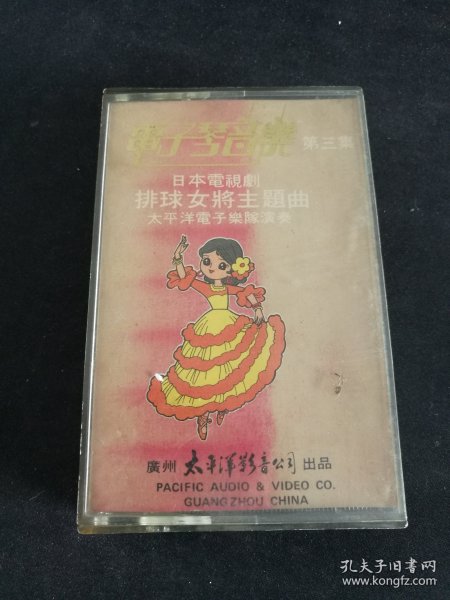 電子琴音樂 第三集
日本電視劇
排球女將主題曲
太平洋電子樂隊演奏
廣州 太平洋影音公司 出品
PACIFIC AUDIO & VIDEO CO.
GUANGZHOU CHINA
孔夫子旧书网
www.kongfz.com